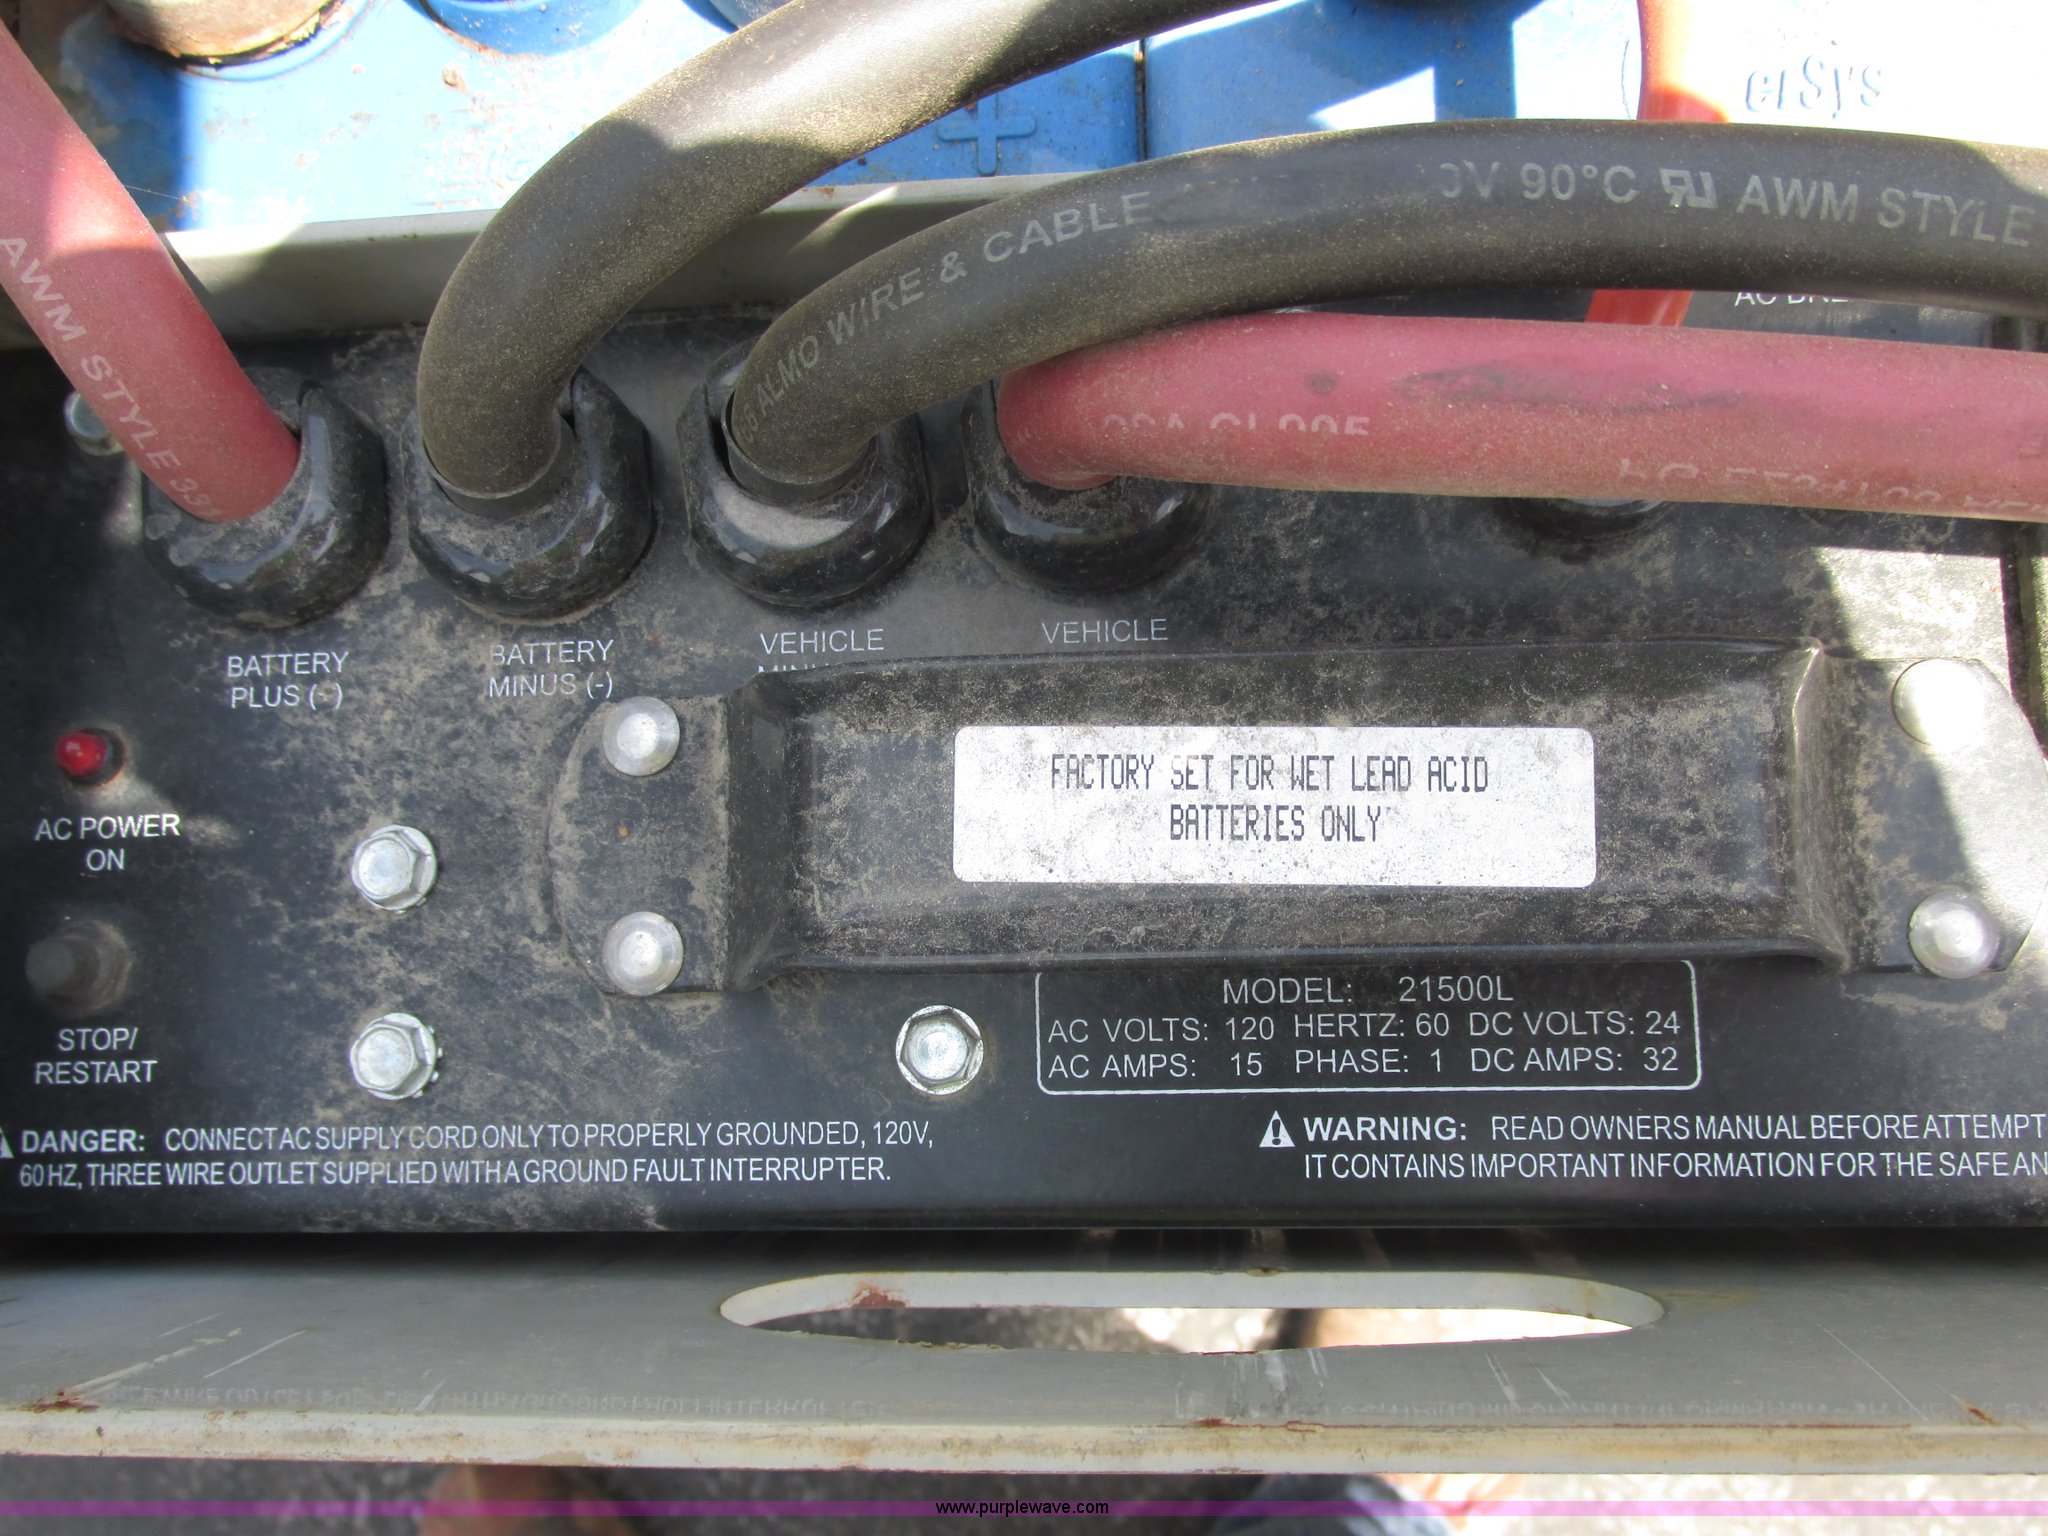 erSys
WIRE & CABLE
90°C AWM STYLE
ALMO
AWM STYLE
BATTERY
PLUS (-)
BATTERY
MINUS (-)
VEHICLE
VEHICLE
FACTORY SET FOR WET LEAD ACID
BATTERIES ONLY
AC POWER
ON
STOP/
RESTART
MODEL: 21500L
AC VOLTS: 120 HERTZ: 60 DC VOLTS: 24
AC AMPS: 15 PHASE: 1 DC AMPS: 32
DANGER: CONNECT AC SUPPLY CORD ONLY TO PROPERLY GROUNDED, 120V,
60 HZ, THREE WIRE OUTLET SUPPLIED WITH A GROUND FAULT INTERRUPTER.
WARNING: READ OWNERS MANUAL BEFORE ATTEMPT
IT CONTAINS IMPORTANT INFORMATION FOR THE SAFE AN
www.purplewave.com